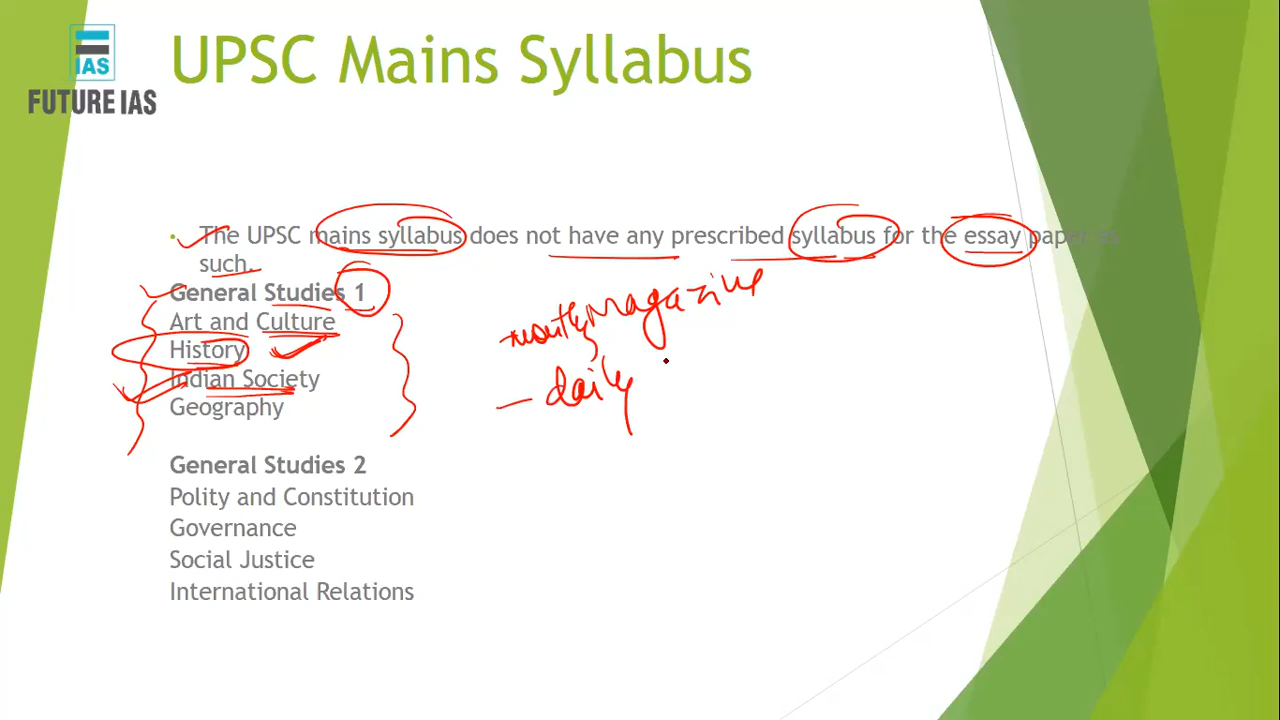 IAS
FUTURE IAS
UPSC Mains Syllabus
The UPSC mains syllabus does not have any prescribed syllabus for the essay paper as
such.
General Studies 1
Art and Culture
History
Indian Society
Geography
monthly Magazine
- daily
General Studies 2
Polity and Constitution
Governance
Social Justice
International Relations